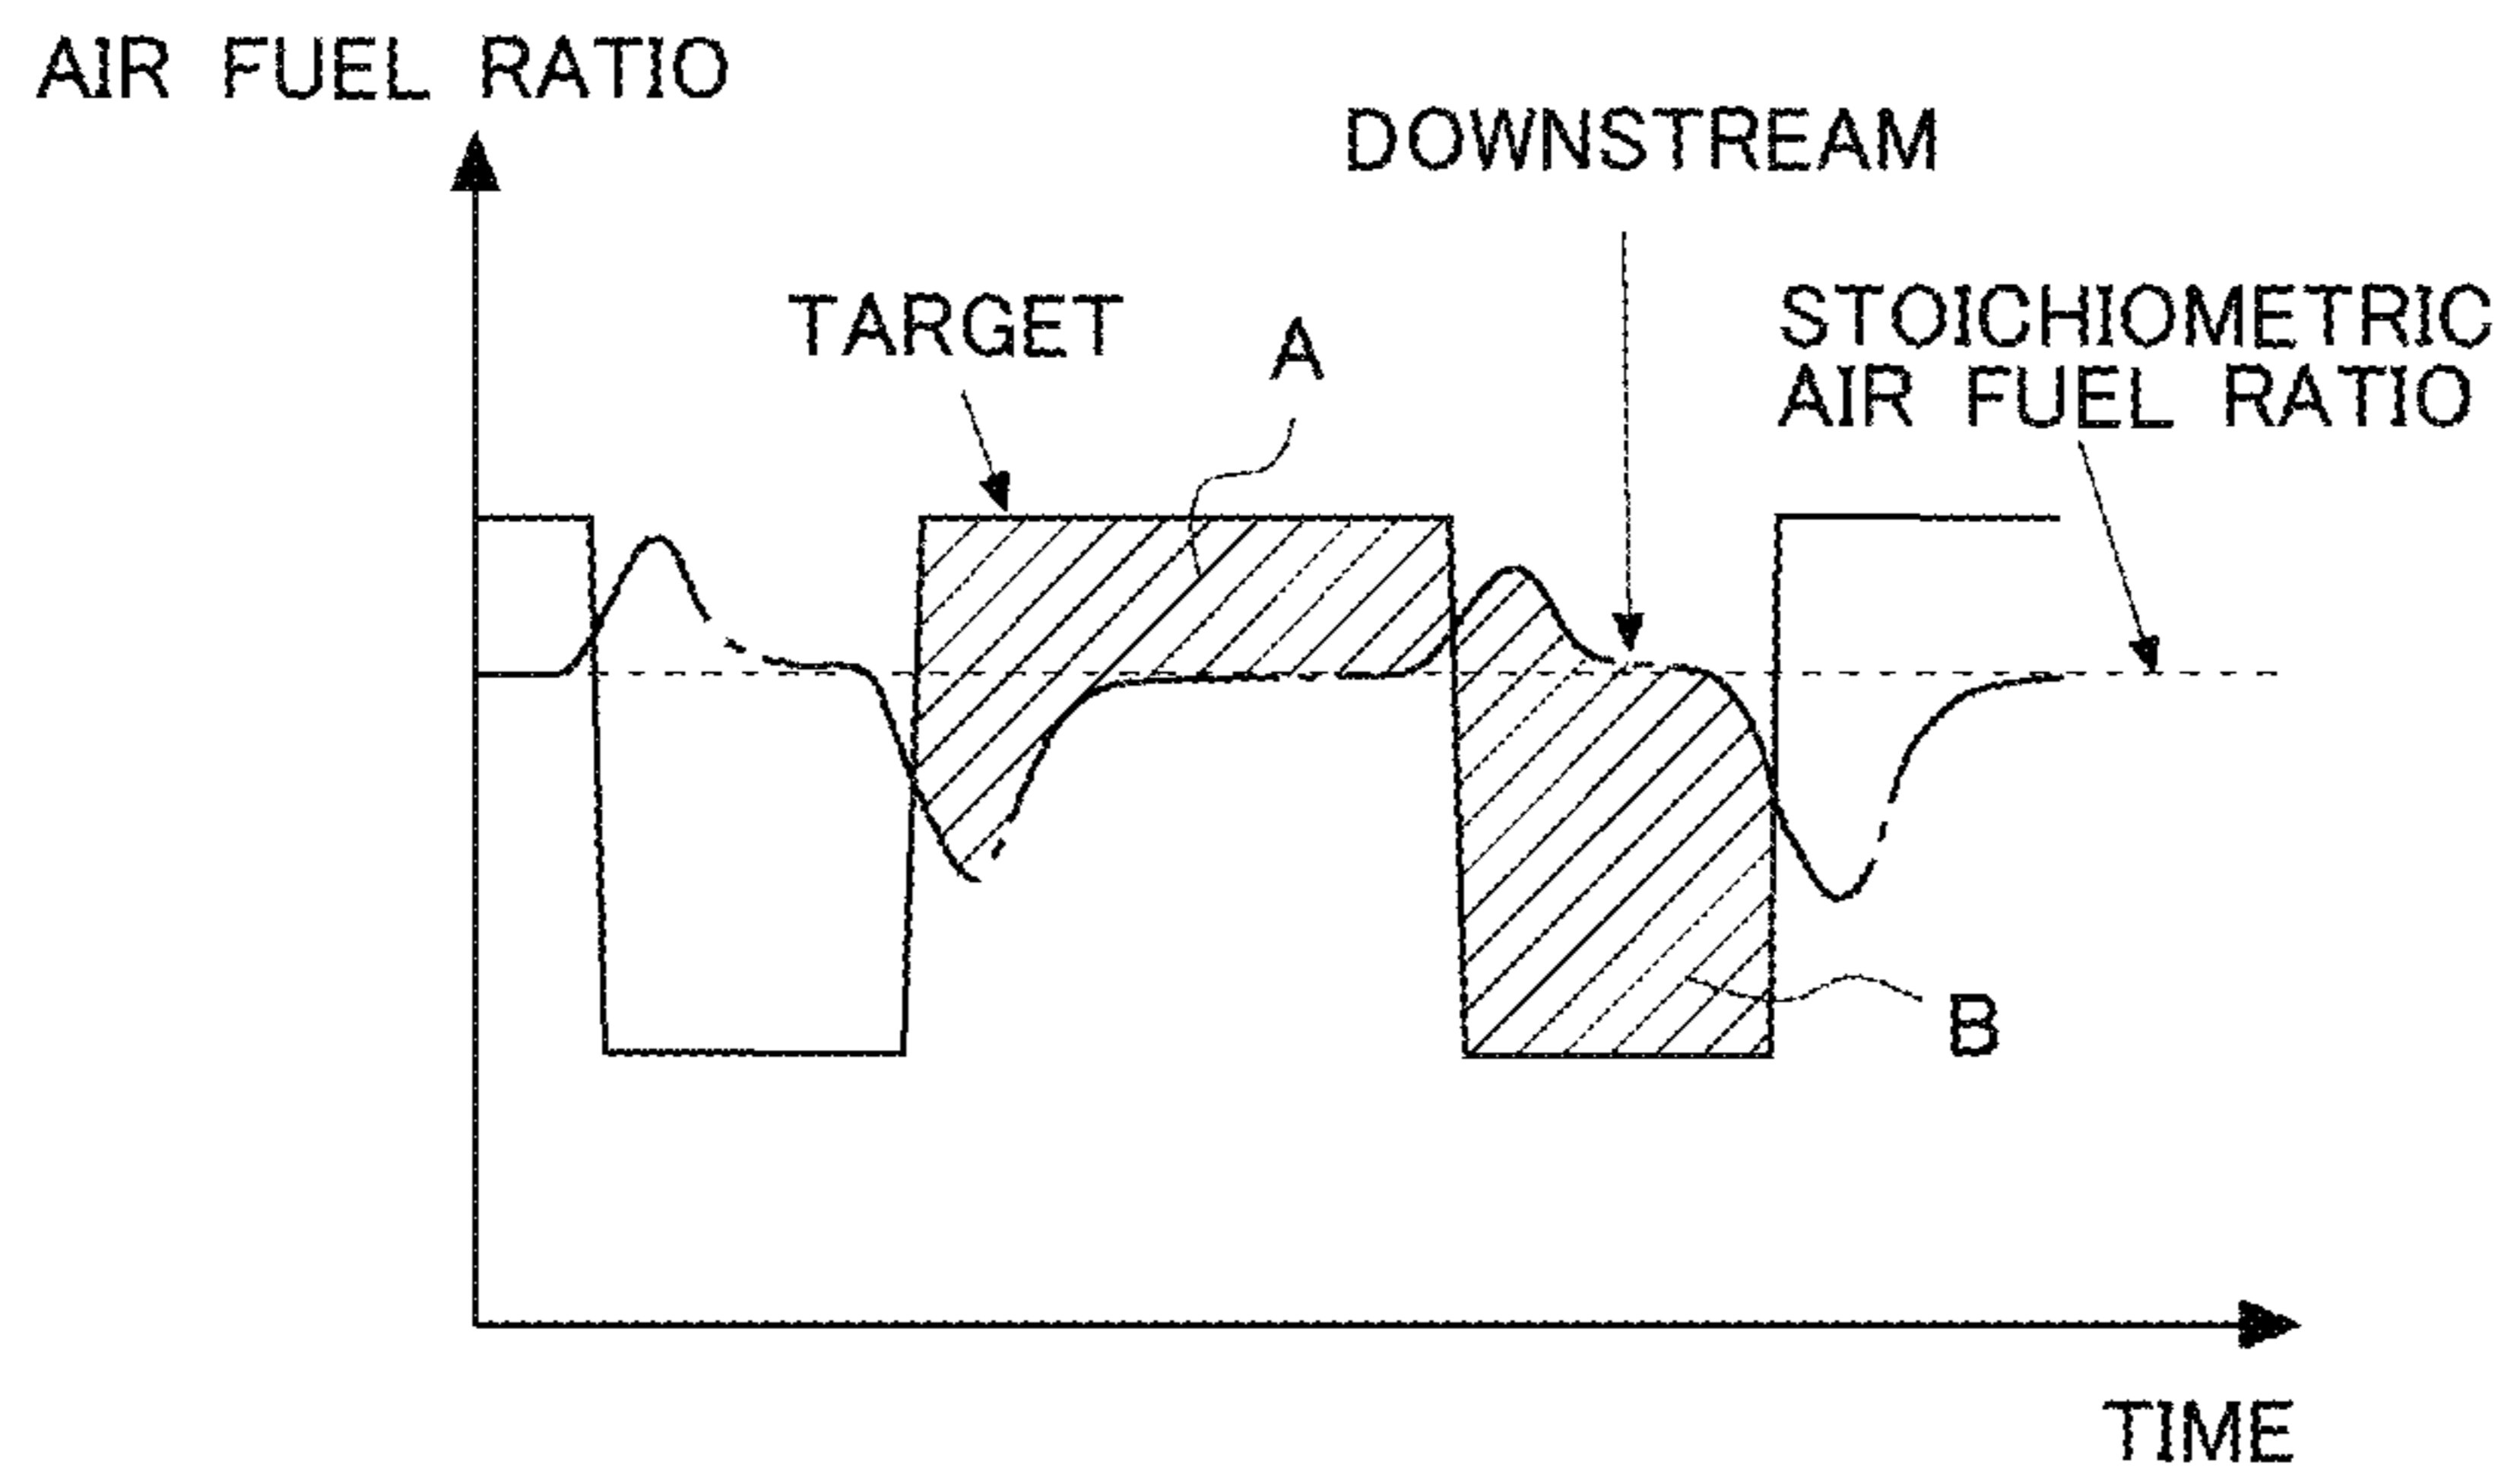 AIR FUEL RATIO
DOWNSTREAM
TARGET
A
STOICHIOMETRIC
AIR FUEL RATIO
B
TIME